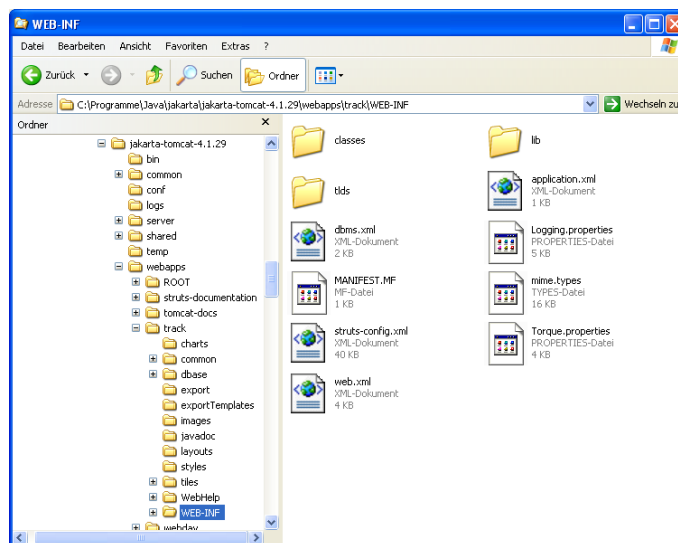 WEB-INF
Datei Bearbeiten Ansicht Favoriten Extras ?
Zurück Suchen Ordner
Adresse C:\Programme\Java\jakarta\jakarta-tomcat-4.1.29\webapps\track\WEB-INF Wechseln zu
Ordner
jakarta-tomcat-4.1.29
bin
common
conf
logs
server
shared
temp
webapps
ROOT
struts-documentation
tomcat-docs
track
charts
common
dbase
export
exportTemplates
images
javadoc
layouts
styles
tiles
WebHelp
WEB-INF
webdav
classes
lib
tlds
application.xml
XML-Dokument
1 KB
dbms.xml
XML-Dokument
2 KB
Logging.properties
PROPERTIES-Datei
5 KB
MANIFEST.MF
MF-Datei
1 KB
mime.types
TYPES-Datei
16 KB
struts-config.xml
XML-Dokument
40 KB
Torque.properties
PROPERTIES-Datei
4 KB
web.xml
XML-Dokument
4 KB